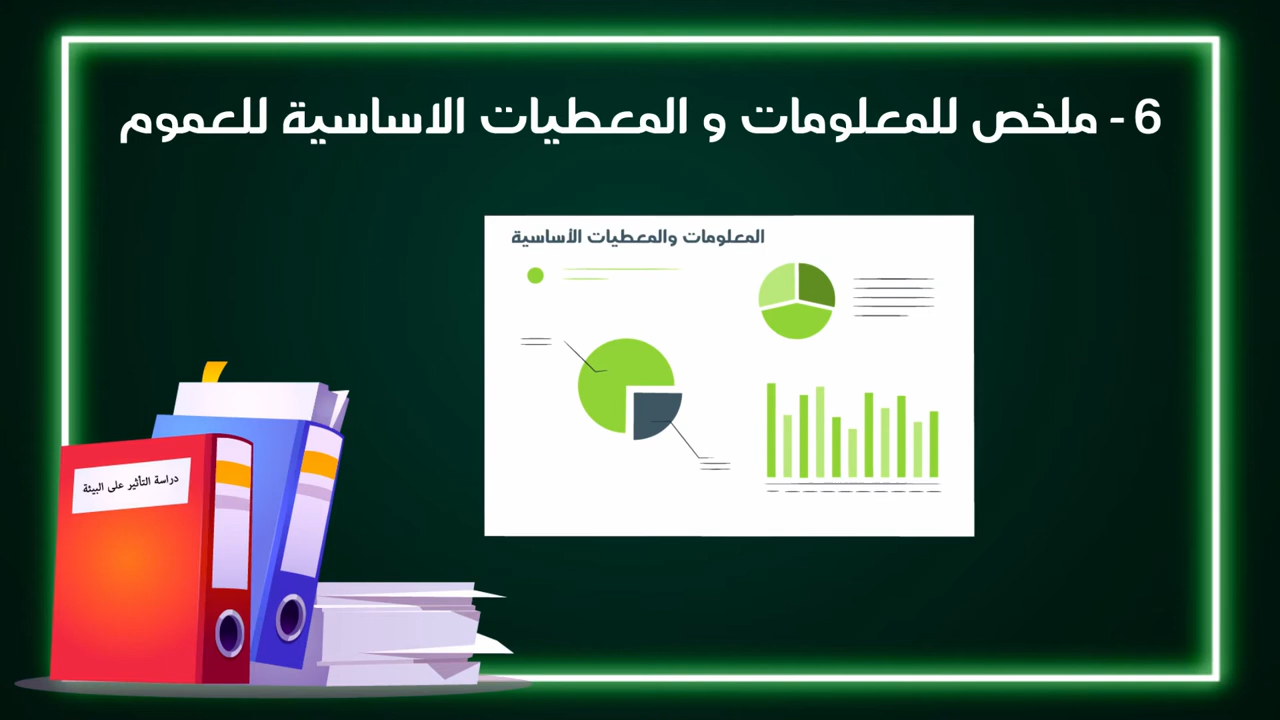 6 - ملخص للمعلومات و المعطيات الاساسية للعموم
المعلومات والمعطيات الأساسية
دراسة التأثير على البيئة